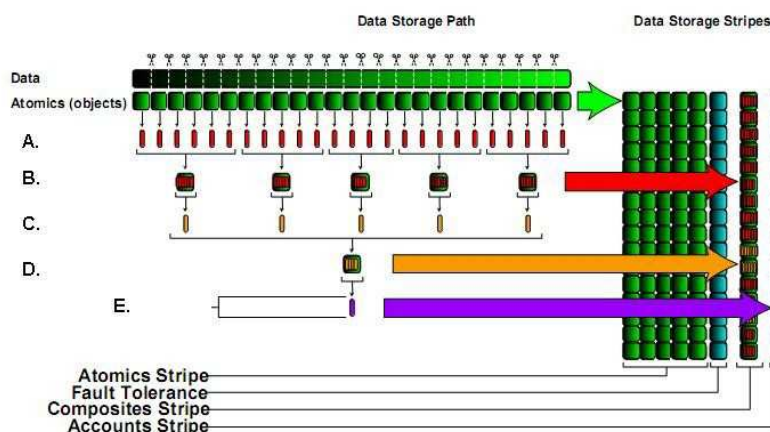 Data Storage Path
Data Storage Stripes
Data
Atomics (objects)
A.
B.
C.
D.
E.
Atomics Stripe
Fault Tolerance
Composites Stripe
Accounts Stripe